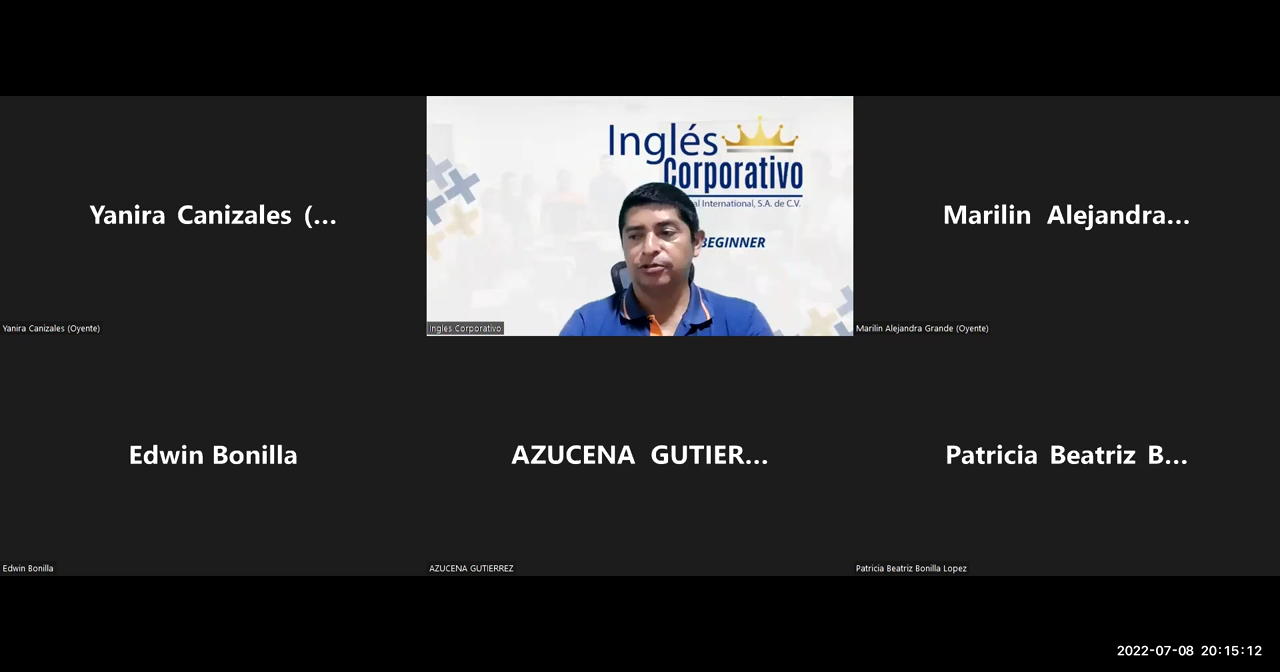 Yanira Canizales (...
Yanira Canizales (Oyente)
Inglés
Corporativo
al International, S.A. de C.V.
BEGINNER
Ingles Corporativo
Marilin Alejandra...
Marilin Alejandra Grande (Oyente)
Edwin Bonilla
Edwin Bonilla
AZUCENA GUTIER...
AZUCENA GUTIERREZ
Patricia Beatriz B...
Patricia Beatriz Bonilla Lopez
2022-07-08 20:15:12